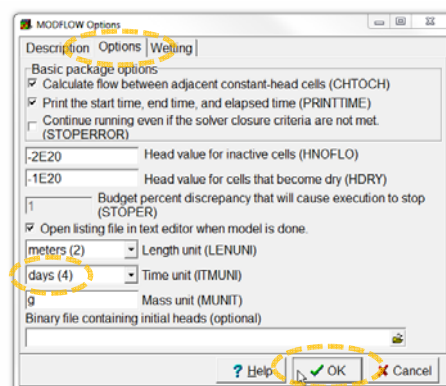 MODFLOW Options
Description Options Wetting
Basic package options
Calculate flow between adjacent constant-head cells (CHTOCH)
Print the start time, end time, and elapsed time (PRINTTIME)
Continue running even if the solver closure criteria are not met.
(STOPERROR)
-2E20 Head value for inactive cells (HNOFLO)
-1E20 Head value for cells that become dry (HDRY)
1 Budget percent discrepancy that will cause execution to stop
(STOPER)
Open listing file in text editor when model is done.
meters (2) Length unit (LENUNI)
days (4) Time unit (ITMUNI)
g Mass unit (MUNIT)
Binary file containing initial heads (optional)
? Help OK Cancel